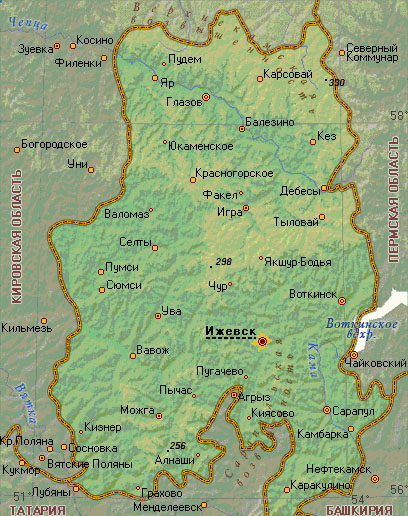 Чепца
Верхнекамская
возвышенность
Косино
Зуевка
Филенки
Пудем
Северный
Коммунар
Карсовай
330
Яр
Глазов
58°
Балезино
Кез
Богородское
Юкаменское
Уни
Красногорское
КИРОВСКАЯ ОБЛАСТЬ
ПЕРМСКАЯ ОБЛАСТЬ
Факел
Дебесы
Валомаз
Игра
Тыловай
Селты
298
Якшур-Бодья
Пумси
Сюмси
Чур
Воткинск
Ува
Кильмезь
Ижевск
Воткинское
вдхр.
Вавож
Кама
Чайковский
Пугачево
Вятка
Пычас
Агрыз
Можга
Киясово
Сарапул
Кизнер
Камбарка
Кр.Поляна
Сосновка
256
Вятские Поляны
Алнаши
Кукмор
Нефтекамск
Лубяны
Грахово
Каракулино
56°
51°
Менделеевск
54°
ТАТАРИЯ
БАШКИРИЯ